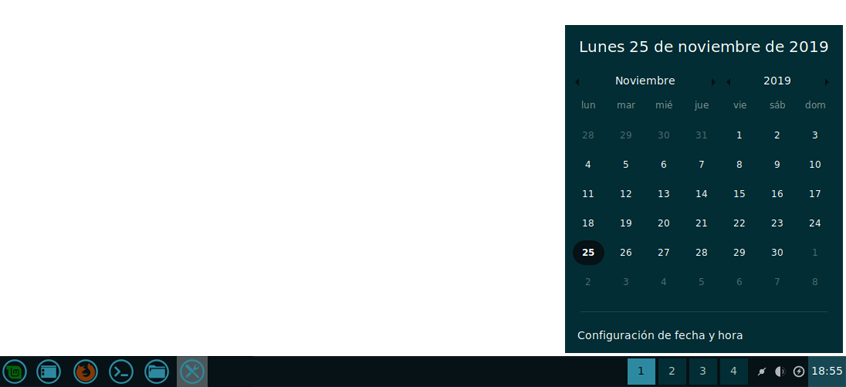 Lunes 25 de noviembre de 2019
Noviembre 2019
lun mar mié jue vie sáb dom
28 29 30 31 1 2 3
4 5 6 7 8 9 10
11 12 13 14 15 16 17
18 19 20 21 22 23 24
25 26 27 28 29 30 1
2 3 4 5 6 7 8
Configuración de fecha y hora
1 2 3 4 18:55